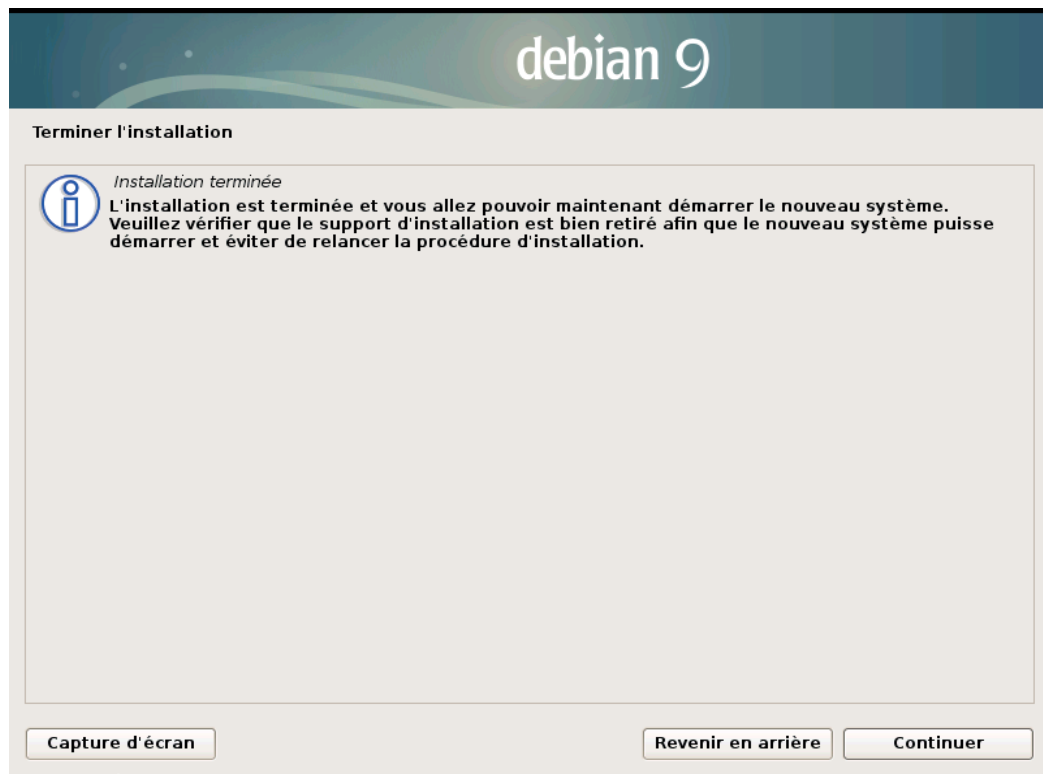 debian 9
Terminer l'installation
Installation terminée
L'installation est terminée et vous allez pouvoir maintenant démarrer le nouveau système.
Veuillez vérifier que le support d'installation est bien retiré afin que le nouveau système puisse
démarrer et éviter de relancer la procédure d'installation.
Capture d'écran
Revenir en arrière
Continuer